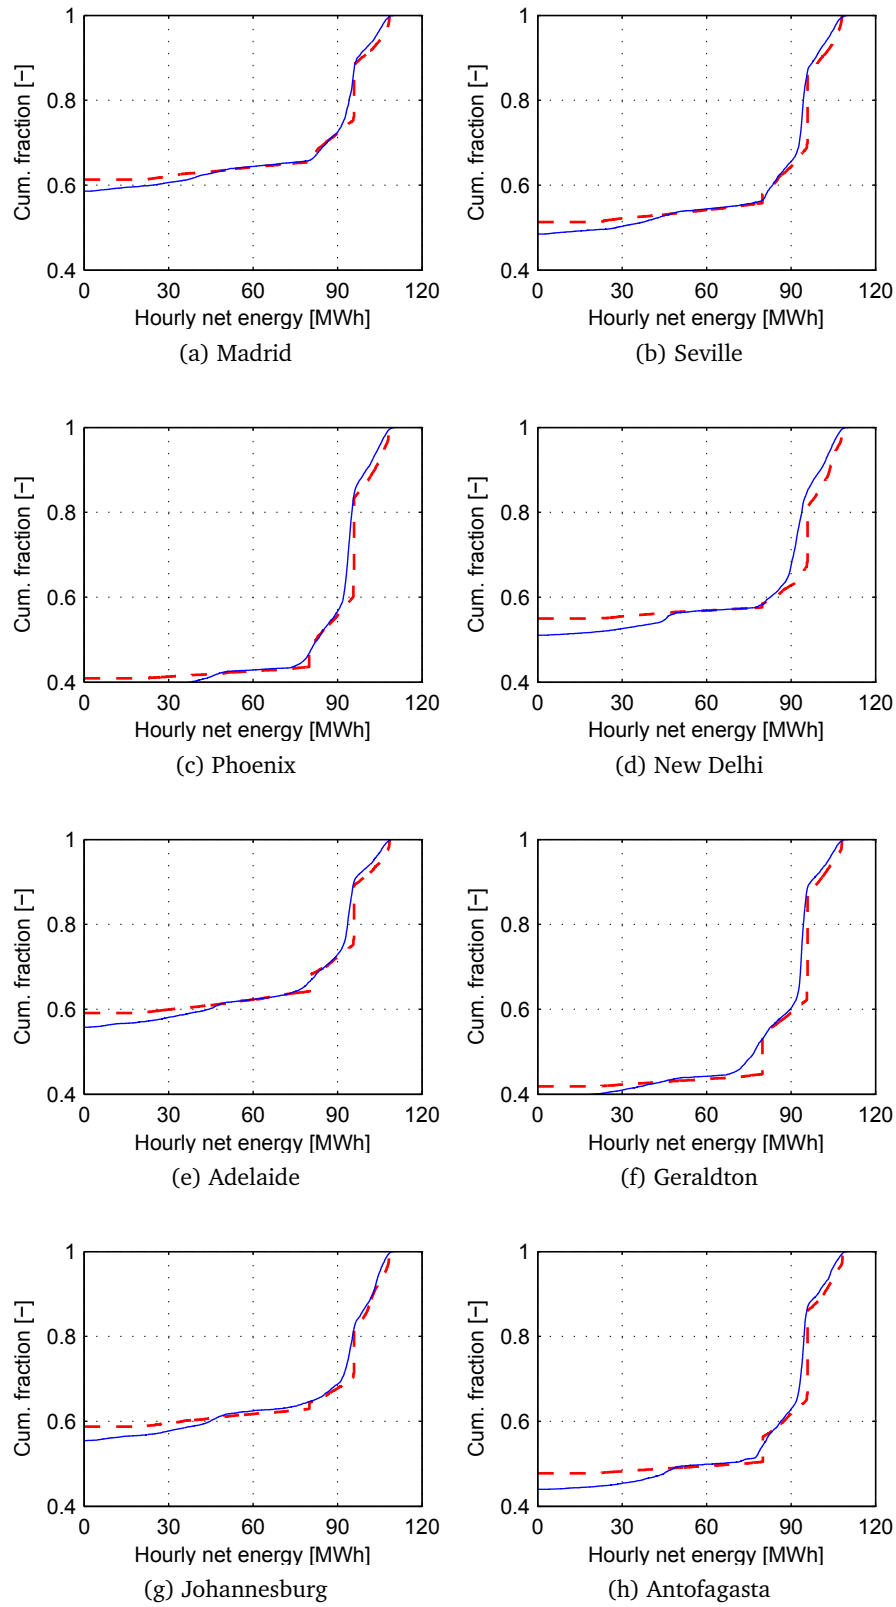 1
1
Cum. fraction [−]
Cum. fraction [−]
0.8
0.8
0.6
0.6
0.4
0.4
0 30 60 90 120
0 30 60 90 120
Hourly net energy [MWh]
Hourly net energy [MWh]
(a) Madrid
(b) Seville
1
1
Cum. fraction [−]
Cum. fraction [−]
0.8
0.8
0.6
0.6
0.4
0.4
0 30 60 90 120
0 30 60 90 120
Hourly net energy [MWh]
Hourly net energy [MWh]
(c) Phoenix
(d) New Delhi
1
1
Cum. fraction [−]
Cum. fraction [−]
0.8
0.8
0.6
0.6
0.4
0.4
0 30 60 90 120
0 30 60 90 120
Hourly net energy [MWh]
Hourly net energy [MWh]
(e) Adelaide
(f) Geraldton
1
1
Cum. fraction [−]
Cum. fraction [−]
0.8
0.8
0.6
0.6
0.4
0.4
0 30 60 90 120
0 30 60 90 120
Hourly net energy [MWh]
Hourly net energy [MWh]
(g) Johannesburg
(h) Antofagasta